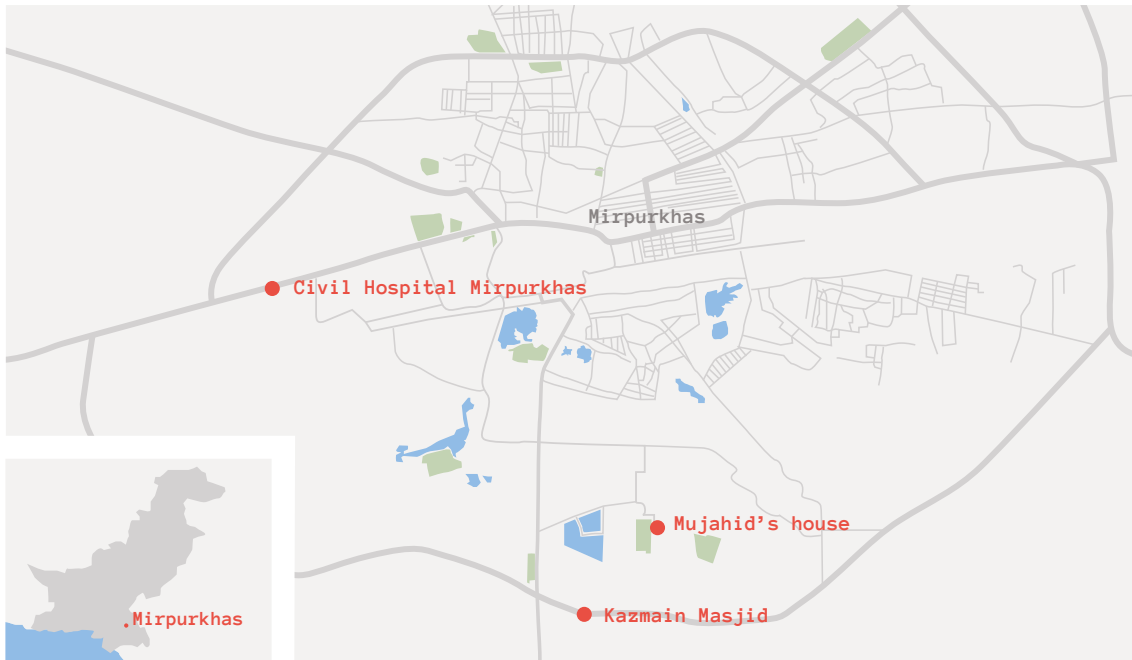 Mirpurkhas
Civil Hospital Mirpurkhas
Mujahid’s house
Kazmain Masjid
Mirpurkhas